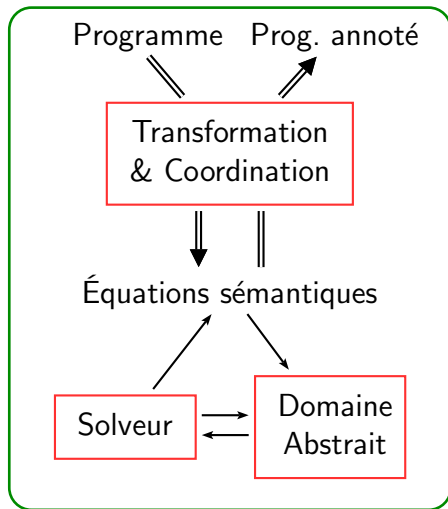 Programme
Prog. annoté
Transformation
& Coordination
Équations sémantiques
Solveur
Domaine
Abstrait